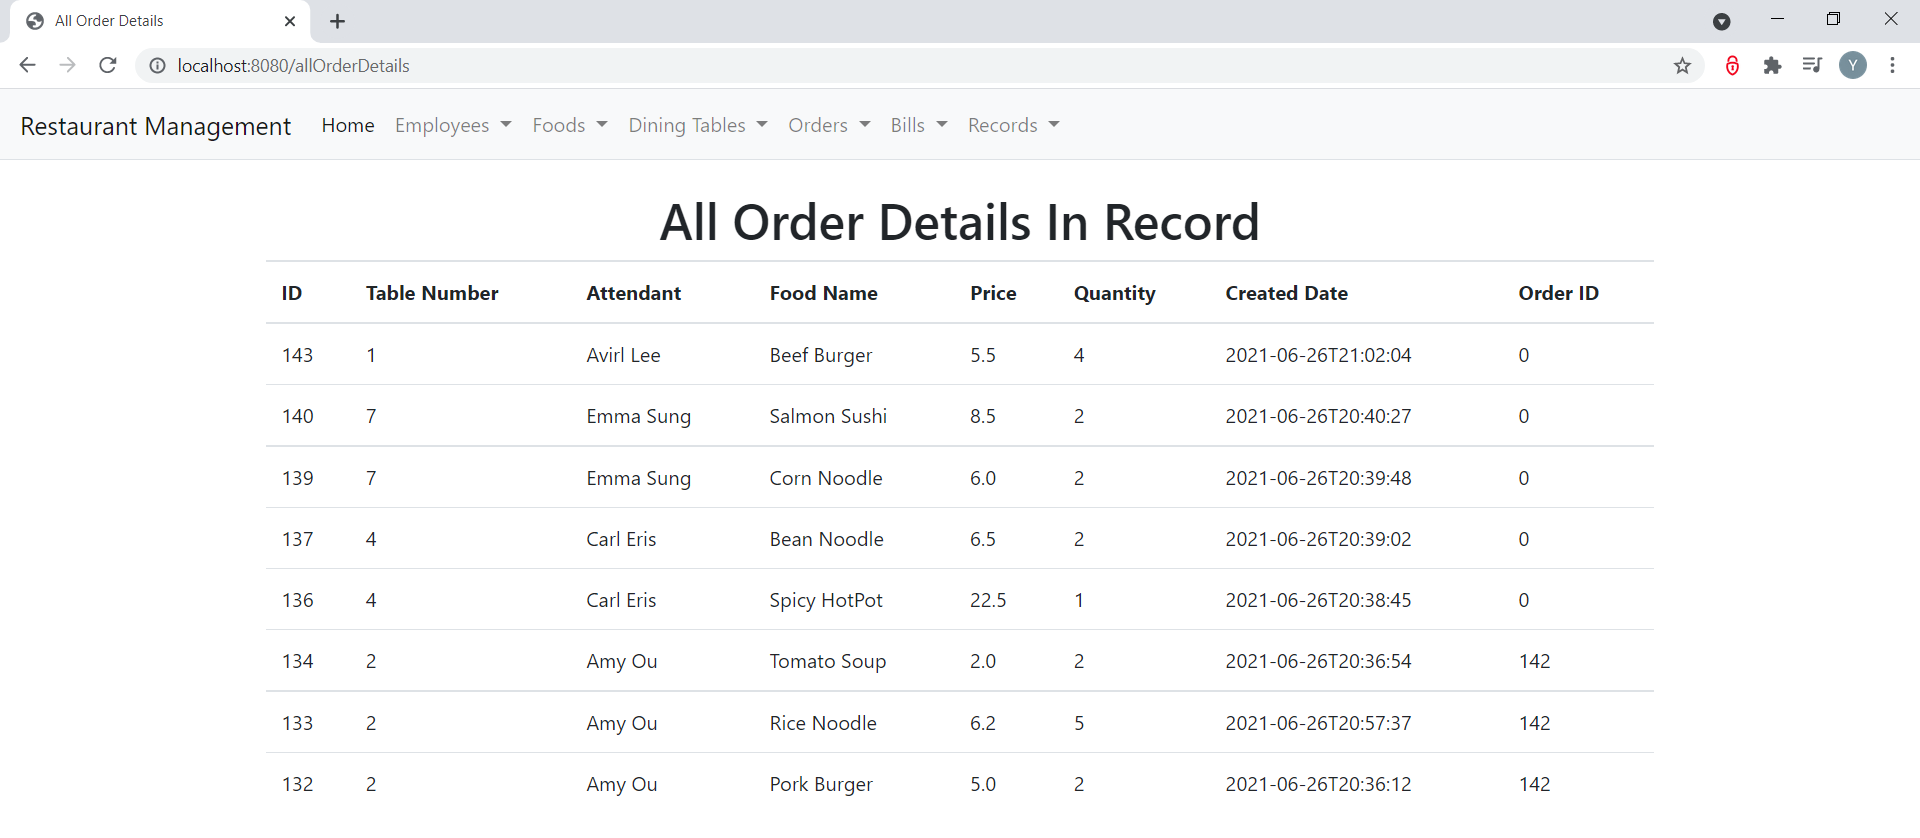 All Order Details
localhost:8080/allOrderDetails
Y
Restaurant Management Home Employees Foods Dining Tables Orders Bills Records
All Order Details In Record
ID Table Number Attendant Food Name Price Quantity Created Date Order ID
143 1 Avirl Lee Beef Burger 5.5 4 2021-06-26T21:02:04 0
140 7 Emma Sung Salmon Sushi 8.5 2 2021-06-26T20:40:27 0
139 7 Emma Sung Corn Noodle 6.0 2 2021-06-26T20:39:48 0
137 4 Carl Eris Bean Noodle 6.5 2 2021-06-26T20:39:02 0
136 4 Carl Eris Spicy HotPot 22.5 1 2021-06-26T20:38:45 0
134 2 Amy Ou Tomato Soup 2.0 2 2021-06-26T20:36:54 142
133 2 Amy Ou Rice Noodle 6.2 5 2021-06-26T20:57:37 142
132 2 Amy Ou Pork Burger 5.0 2 2021-06-26T20:36:12 142